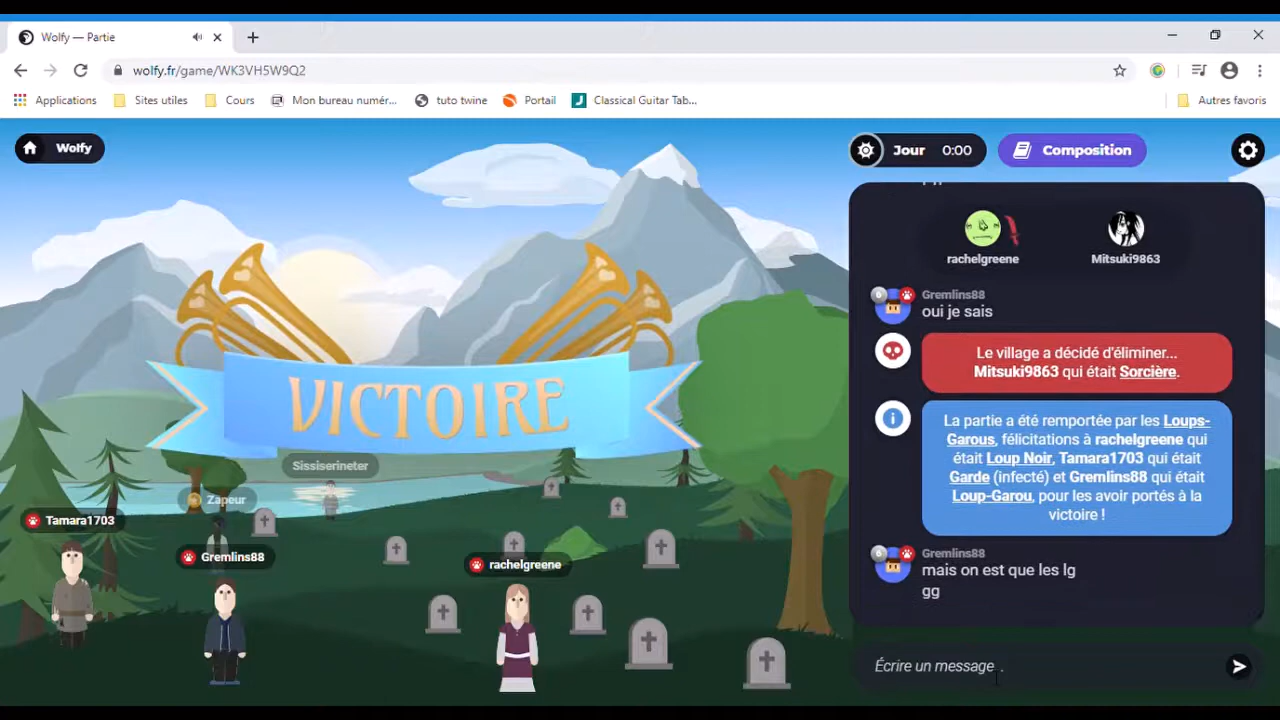 Wolfy — Partie
wolfy.fr/game/WK3VH5W9Q2
Applications Sites utiles Cours Mon bureau numér... tuto twine Portail Classical Guitar Tab... Autres favoris
Wolfy
Jour 0:00 Composition
rachelgreene Mitsuki9863
Gremlins88
oui je sais
Le village a décidé d'éliminer...
Mitsuki9863 qui était Sorcière.
La partie a été remportée par les Loups-
Garous, félicitations à rachelgreene qui
était Loup Noir, Tamara1703 qui était
Garde (infecté) et Gremlins88 qui était
Loup-Garou, pour les avoir portés à la
victoire !
Gremlins88
mais on est que les lg
gg
Écrire un message
VICTOIRE
Sissiserineter
Zapeur
Tamara1703
Gremlins88
rachelgreene